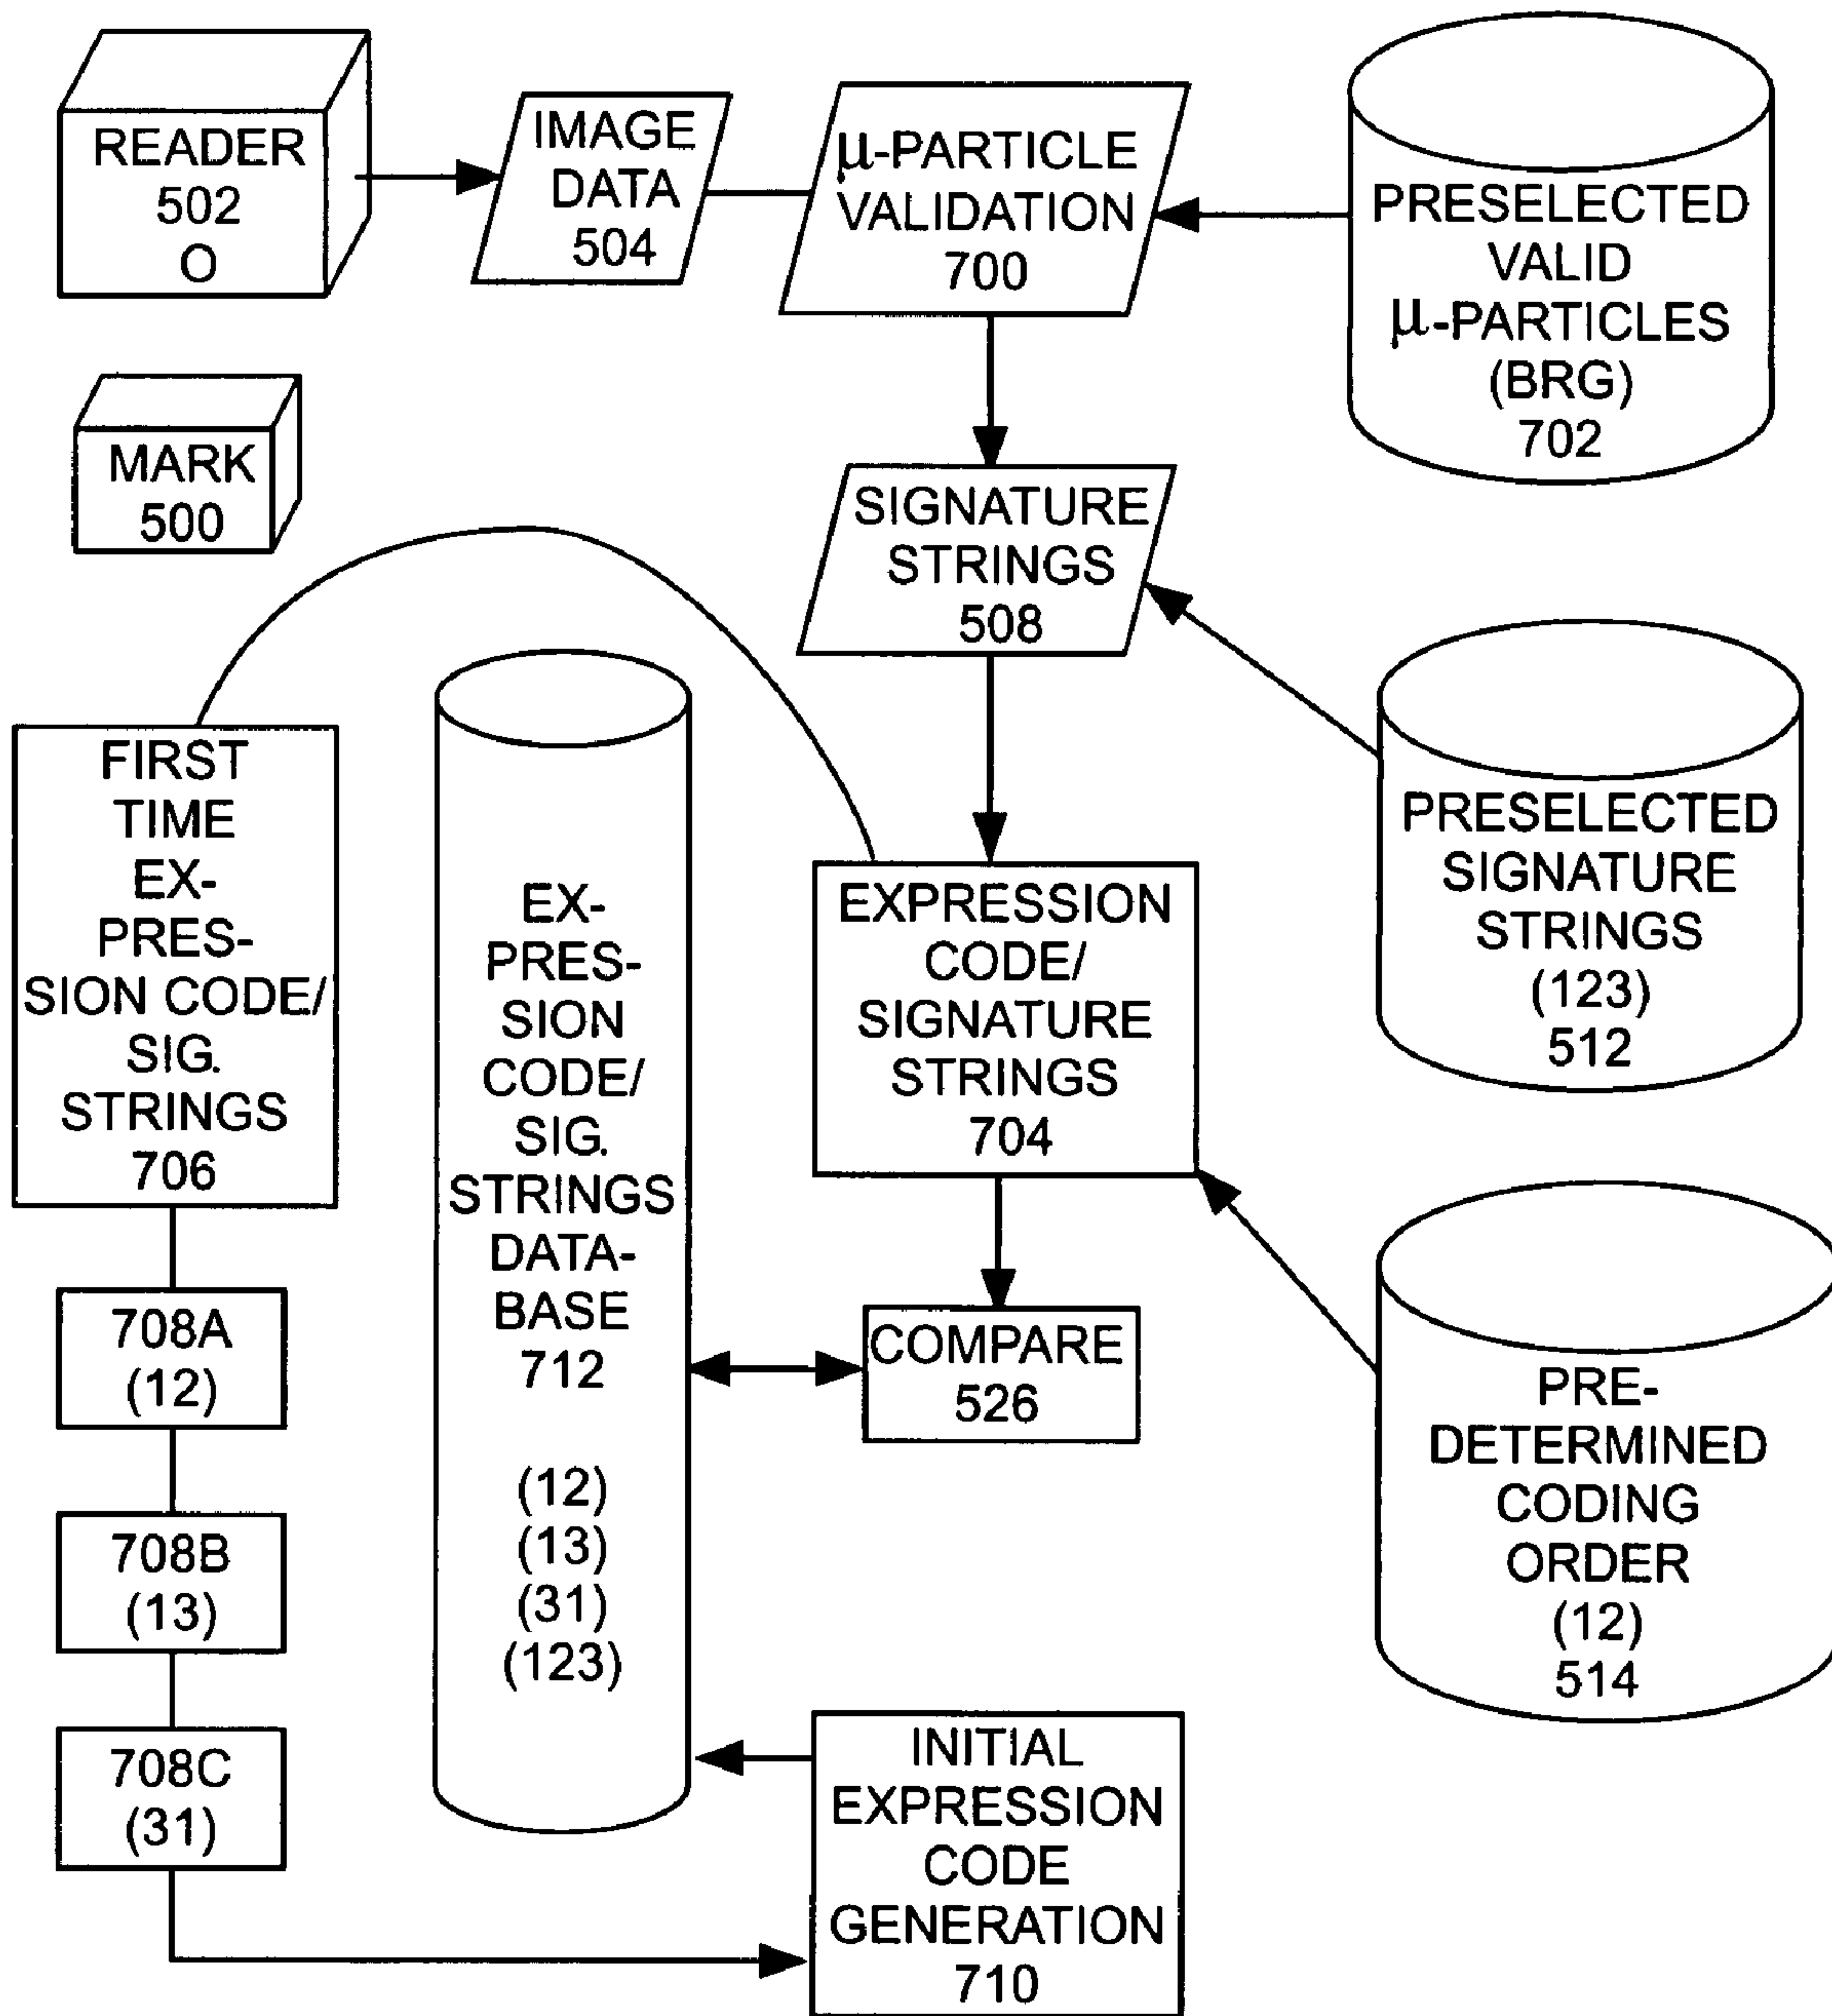 READER
502
O
IMAGE
DATA
504
μ-PARTICLE
VALIDATION
700
PRESELECTED
VALID
μ-PARTICLES
(BRG)
702
MARK
500
SIGNATURE
STRINGS
508
PRESELECTED
SIGNATURE
STRINGS
(123)
512
FIRST
TIME
EX-
PRES-
SION CODE/
SIG.
STRINGS
706
EX-
PRES-
SION
CODE/
SIG.
STRINGS
DATA-
BASE
712
(12)
(13)
(31)
(123)
EXPRESSION
CODE/
SIGNATURE
STRINGS
704
PRE-
DETERMINED
CODING
ORDER
(12)
514
COMPARE
526
708A
(12)
708B
(13)
708C
(31)
INITIAL
EXPRESSION
CODE
GENERATION
710